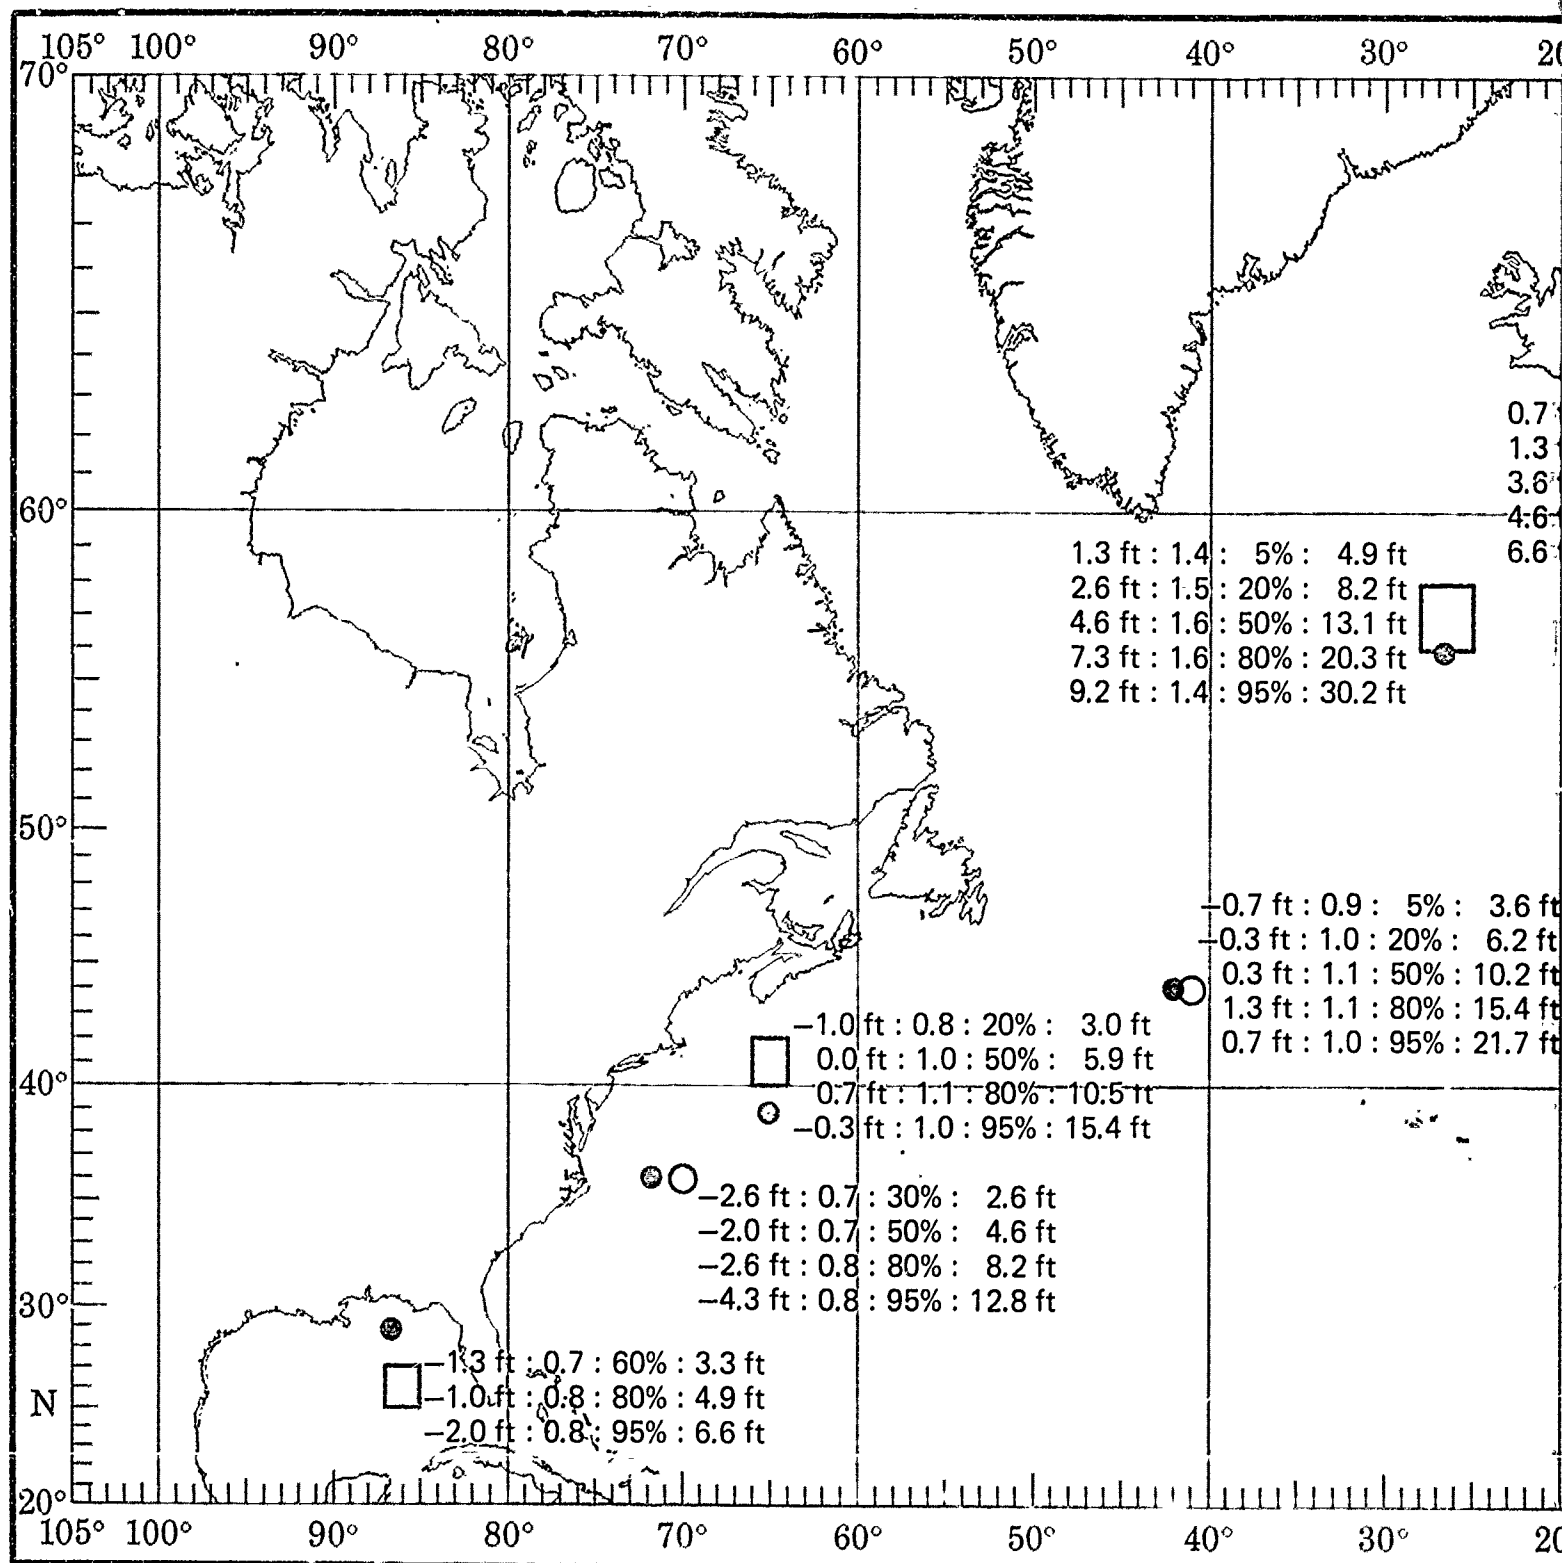 105° 100° 90° 80° 70° 60° 50° 40° 30°
70°
0.7
1.3
3.6
60°
4.6
6.6
1.3 ft : 1.4 : 5% : 4.9 ft
2.6 ft : 1.5 : 20% : 8.2 ft
4.6 ft : 1.6 : 50% : 13.1 ft
7.3 ft : 1.6 : 80% : 20.3 ft
9.2 ft : 1.4 : 95% : 30.2 ft
50°
–0.7 ft : 0.9 : 5% : 3.6 ft
–0.3 ft : 1.0 : 20% : 6.2 ft
0.3 ft : 1.1 : 50% : 10.2 ft
1.3 ft : 1.1 : 80% : 15.4 ft
0.7 ft : 1.0 : 95% : 21.7 ft
–1.0 ft : 0.8 : 20% : 3.0 ft
0.0 ft : 1.0 : 50% : 5.9 ft
40°
0.7 ft : 1.1 : 80% : 10.5 ft
–0.3 ft : 1.0 : 95% : 15.4 ft
–2.6 ft : 0.7 : 30% : 2.6 ft
–2.0 ft : 0.7 : 50% : 4.6 ft
–2.6 ft : 0.8 : 80% : 8.2 ft
–4.3 ft : 0.8 : 95% : 12.8 ft
30°
–1.3 ft : 0.7 : 60% : 3.3 ft
N
–1.0 ft : 0.8 : 80% : 4.9 ft
–2.0 ft : 0.8 : 95% : 6.6 ft
20°
105° 100° 90° 80° 70° 60° 50° 40° 30°